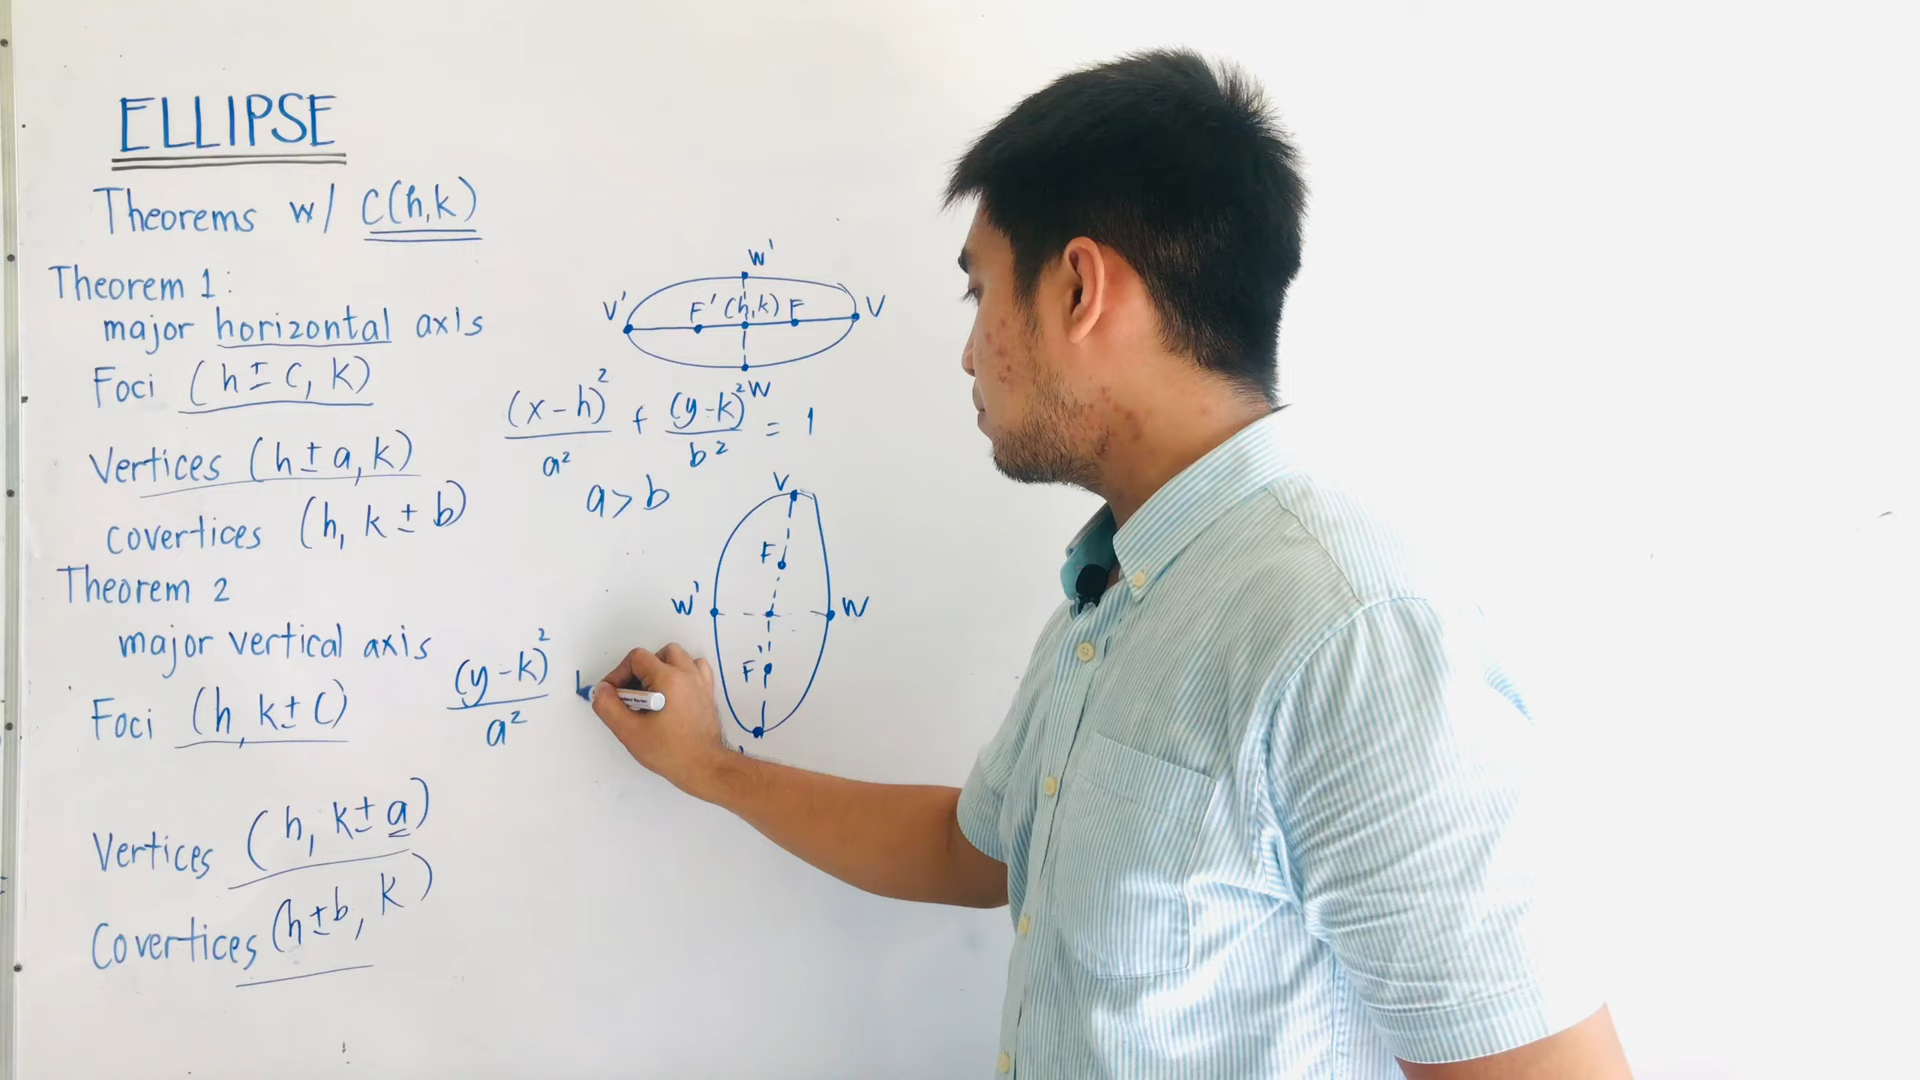 ELLIPSE
Theorems w/ C(h,k)
Theorem 1:
major horizontal axis
Foci (h ± c, k)
Vertices (h ± a, k)
covertices (h, k ± b)
W'
V' F' (h,k) F V
W
(x-h)²/a² + (y-k)²/b² = 1
a > b
Theorem 2
major vertical axis
Foci (h, k ± c)
Vertices (h, k ± a)
Covertices (h ± b, k)
(y-k)²/a²
V
F
W' W
F'